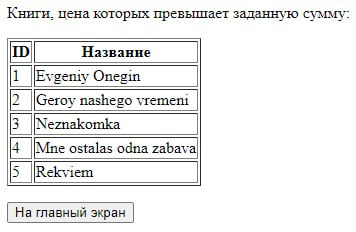 Книги, цена которых превышает заданную сумму:
ID Название
1 Evgeniy Onegin
2 Geroy nashego vremeni
3 Neznakomka
4 Mne ostalas odna zabava
5 Rekviem
На главный экран